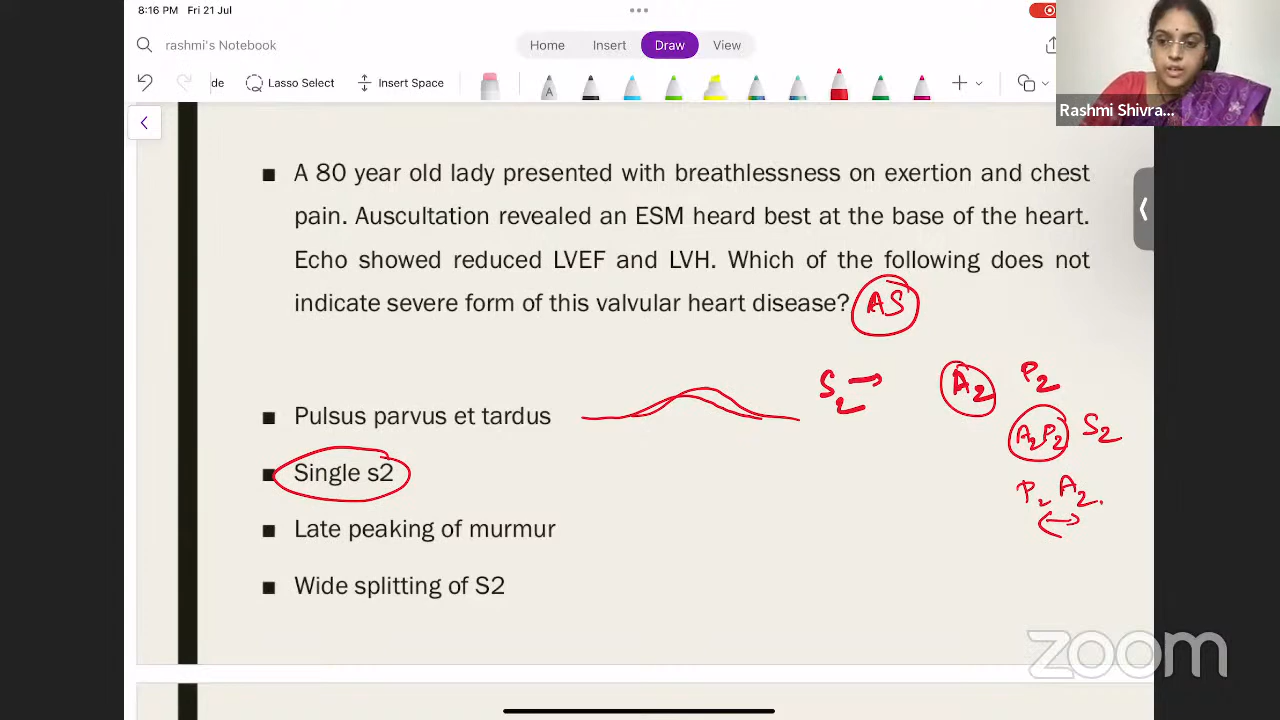 8:16 PM Fri 21 Jul
rashmi's Notebook
Home Insert Draw View
de Lasso Select Insert Space
Rashmi Shivra...
■ A 80 year old lady presented with breathlessness on exertion and chest
pain. Auscultation revealed an ESM heard best at the base of the heart.
Echo showed reduced LVEF and LVH. Which of the following does not
indicate severe form of this valvular heart disease? AS
S2 → A2 P2
■ Pulsus parvus et tardus
A2P2 S2
■ Single s2
P2 A2.
■ Late peaking of murmur
■ Wide splitting of S2
zoom